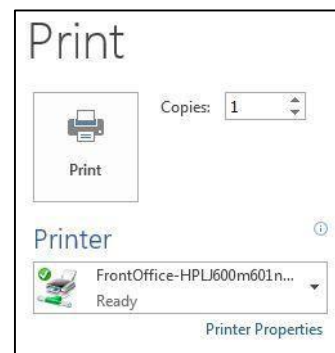 Print
Copies: 1
Print
Printer
FrontOffice-HPLJ600m601n...
Ready
Printer Properties